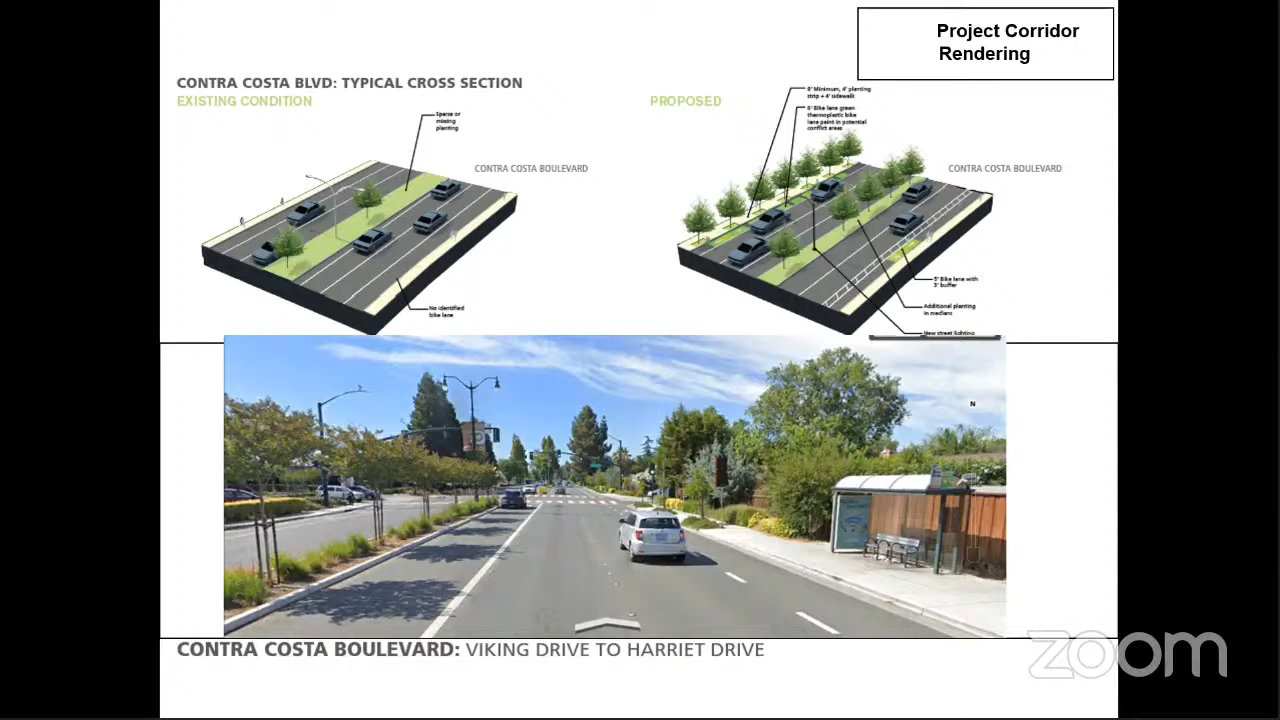 Project Corridor
Rendering
CONTRA COSTA BLVD: TYPICAL CROSS SECTION
EXISTING CONDITION
PROPOSED
Sparse or
missing
planting
CONTRA COSTA BOULEVARD
No identified
bike lane
8' Minimum, 4' planting
strip + 4' sidewalk
6' Bike lane green
thermoplastic bike
lane paint in potential
conflict areas
CONTRA COSTA BOULEVARD
5' Bike lane with
3' buffer
Additional planting
in medians
New street lighting
N
CONTRA COSTA BOULEVARD: VIKING DRIVE TO HARRIET DRIVE
zoom